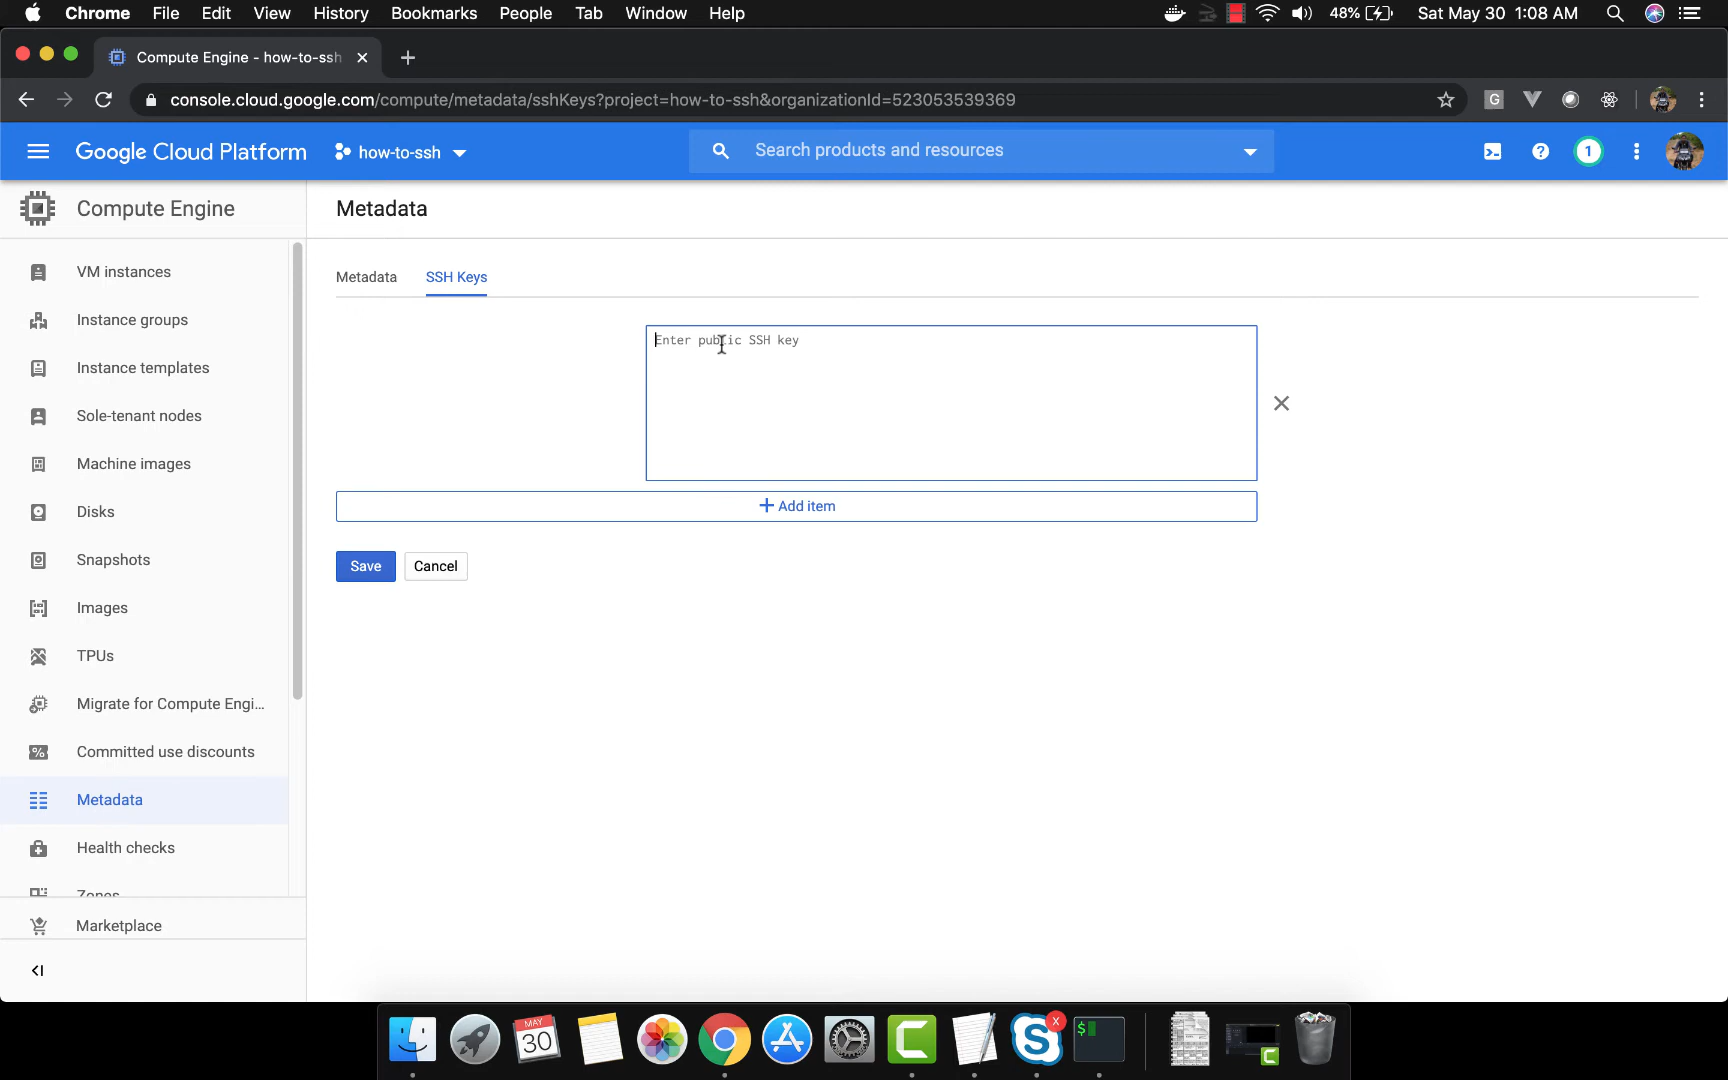 Chrome File Edit View History Bookmarks People Tab Window Help 48% Sat May 30 1:08 AM
Compute Engine - how-to-ssh
console.cloud.google.com/compute/metadata/sshKeys?project=how-to-ssh&organizationId=523053539369
G
Google Cloud Platform how-to-ssh Search products and resources 1
Compute Engine
Metadata
VM instances
Instance groups
Instance templates
Sole-tenant nodes
Machine images
Disks
Snapshots
Images
TPUs
Migrate for Compute Engi...
Committed use discounts
Metadata
Health checks
Zones
Marketplace
Metadata SSH Keys
Enter public SSH key
Add item
Save Cancel
MAY
30
$